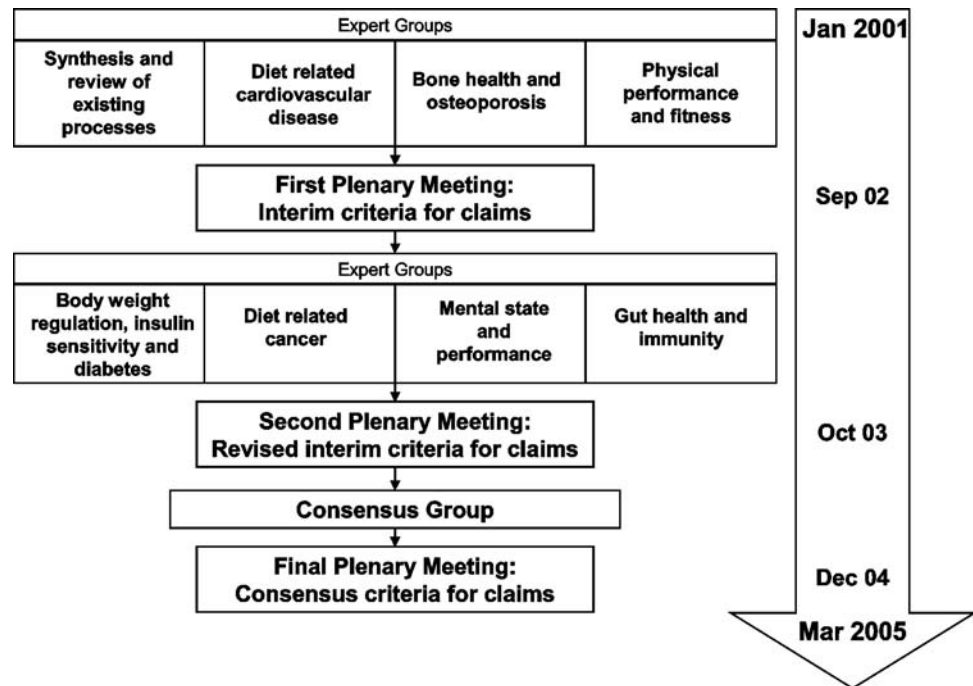 Expert Groups
Synthesis and
review of
existing
processes
Diet related
cardiovascular
disease
Bone health and
osteoporosis
Physical
performance
and fitness
First Plenary Meeting:
Interim criteria for claims
Expert Groups
Body weight
regulation, insulin
sensitivity and
diabetes
Diet related
cancer
Mental state
and
performance
Gut health and
immunity
Second Plenary Meeting:
Revised interim criteria for claims
Consensus Group
Final Plenary Meeting:
Consensus criteria for claims
Jan 2001
Sep 02
Oct 03
Dec 04
Mar 2005